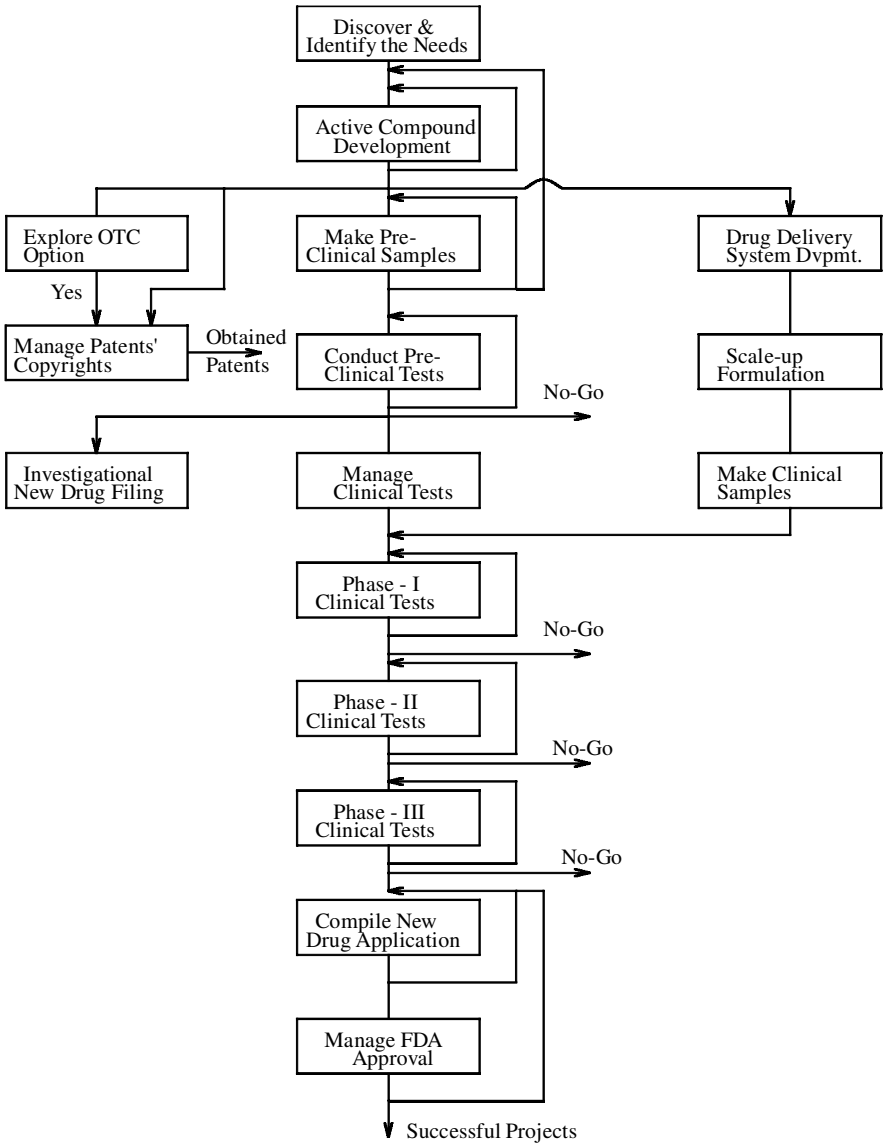 Discover &
Identify the Needs
Active Compound
Development
Explore OTC
Option
Make Pre-
Clinical Samples
Drug Delivery
System Dvpmt.
Yes
Manage Patents'
Copyrights
Obtained
Patents
Conduct Pre-
Clinical Tests
Scale-up
Formulation
No-Go
Investigational
New Drug Filing
Manage
Clinical Tests
Make Clinical
Samples
Phase - I
Clinical Tests
No-Go
Phase - II
Clinical Tests
No-Go
Phase - III
Clinical Tests
No-Go
Compile New
Drug Application
Manage FDA
Approval
Successful Projects